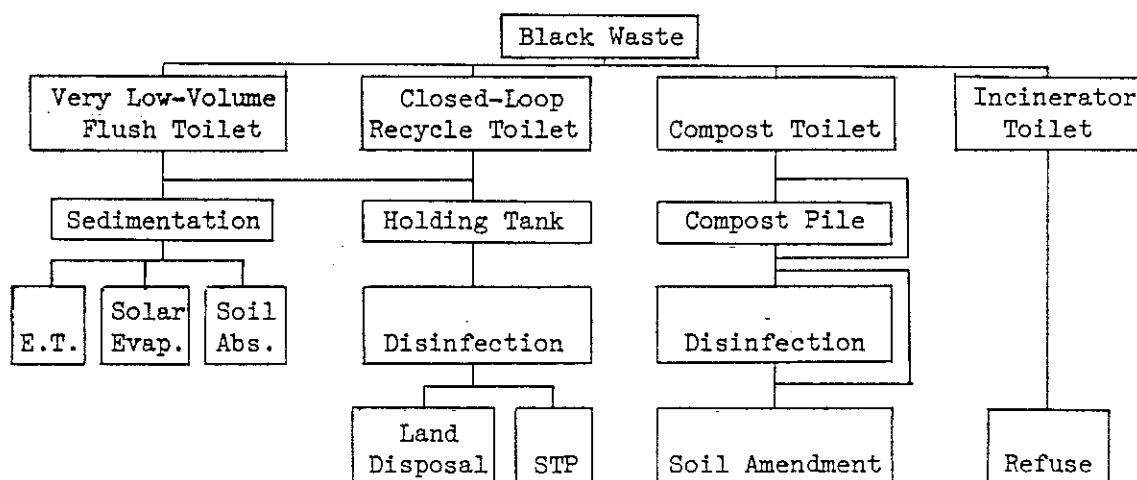 Black Waste
Very Low-Volume
Flush Toilet
Closed-Loop
Recycle Toilet
Compost Toilet
Incinerator
Toilet
Sedimentation
Holding Tank
Compost Pile
E.T.
Solar
Evap.
Soil
Abs.
Disinfection
Disinfection
Land
Disposal
STP
Soil Amendment
Refuse